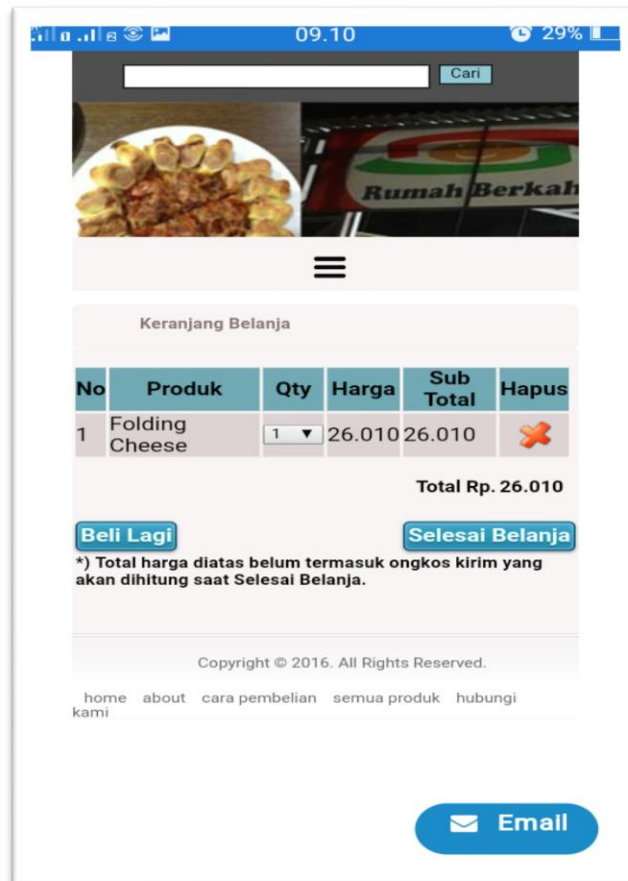 09.10
29%
Cari
Rumah Berkah
Keranjang Belanja
No Produk Qty Harga Sub Total Hapus
1 Folding Cheese 1 26.010 26.010
Total Rp. 26.010
Beli Lagi Selesai Belanja
*) Total harga diatas belum termasuk ongkos kirim yang
akan dihitung saat Selesai Belanja.
Copyright © 2016. All Rights Reserved.
home about cara pembelian semua produk hubungi
kami
Email